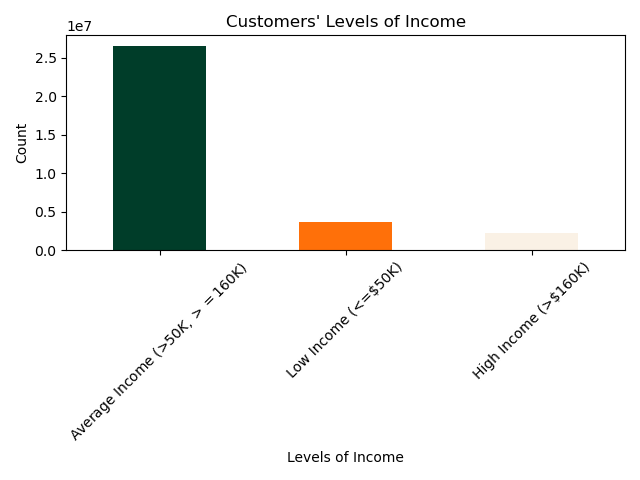 Customers' Levels of Income
1e7
2.5
2.0
1.5
1.0
0.5
0.0
Count
Average Income (>50K, > = 160K)
Low Income (<=$50K)
High Income (>$160K)
Levels of Income